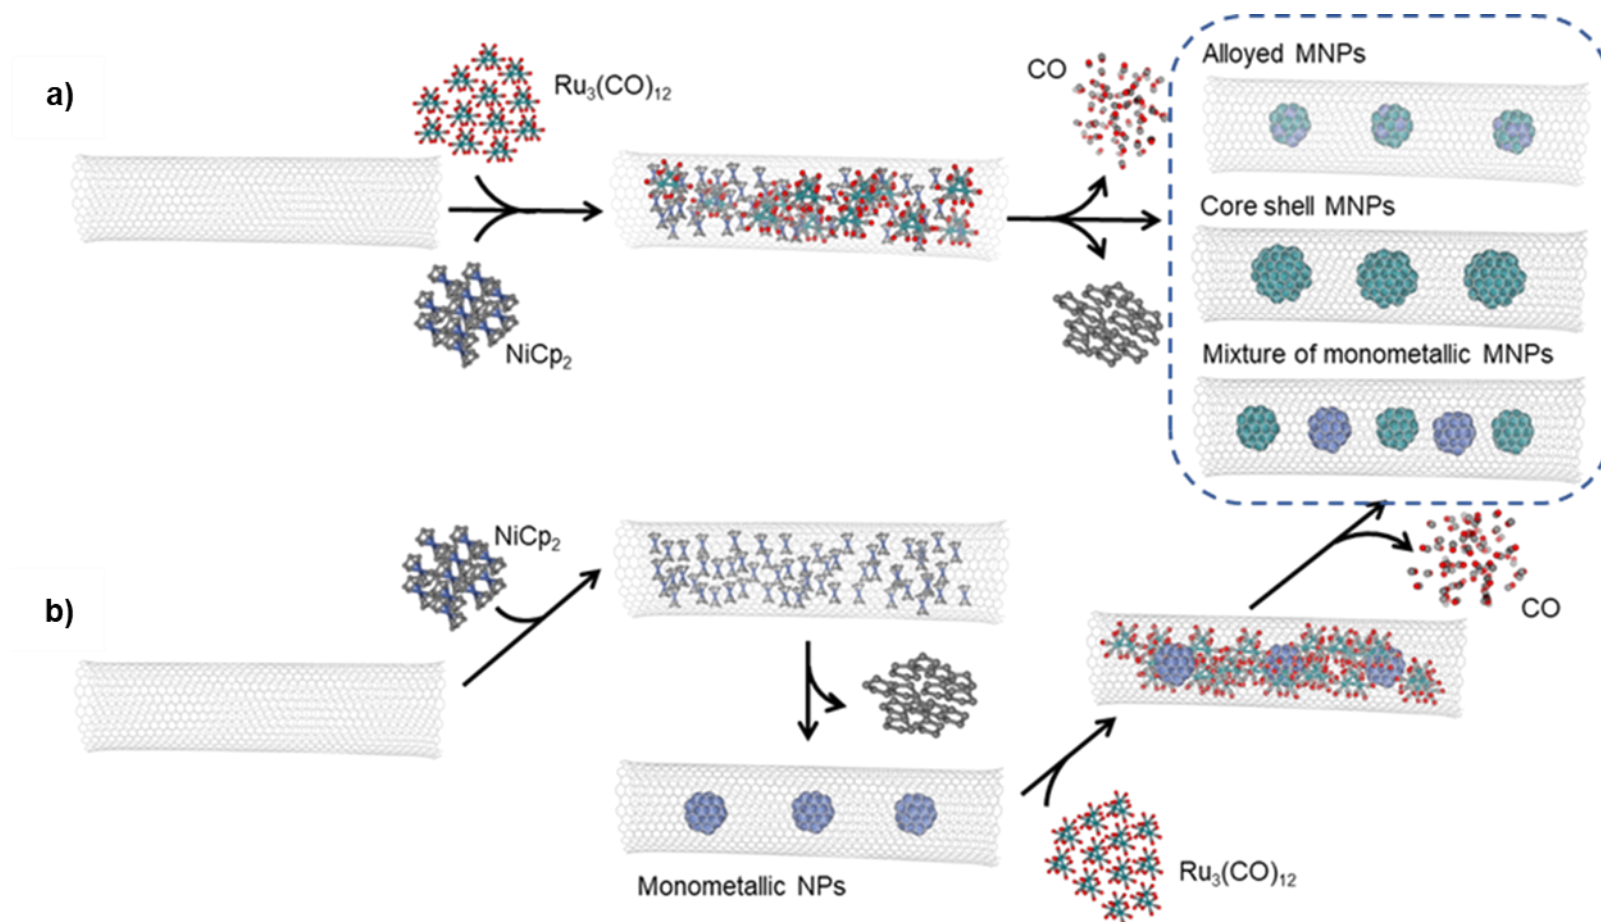 a)
Ru₃(CO)₁₂
NiCp₂
CO
Alloyed MNPs
Core shell MNPs
Mixture of monometallic MNPs
b)
NiCp₂
Monometallic NPs
Ru₃(CO)₁₂
CO